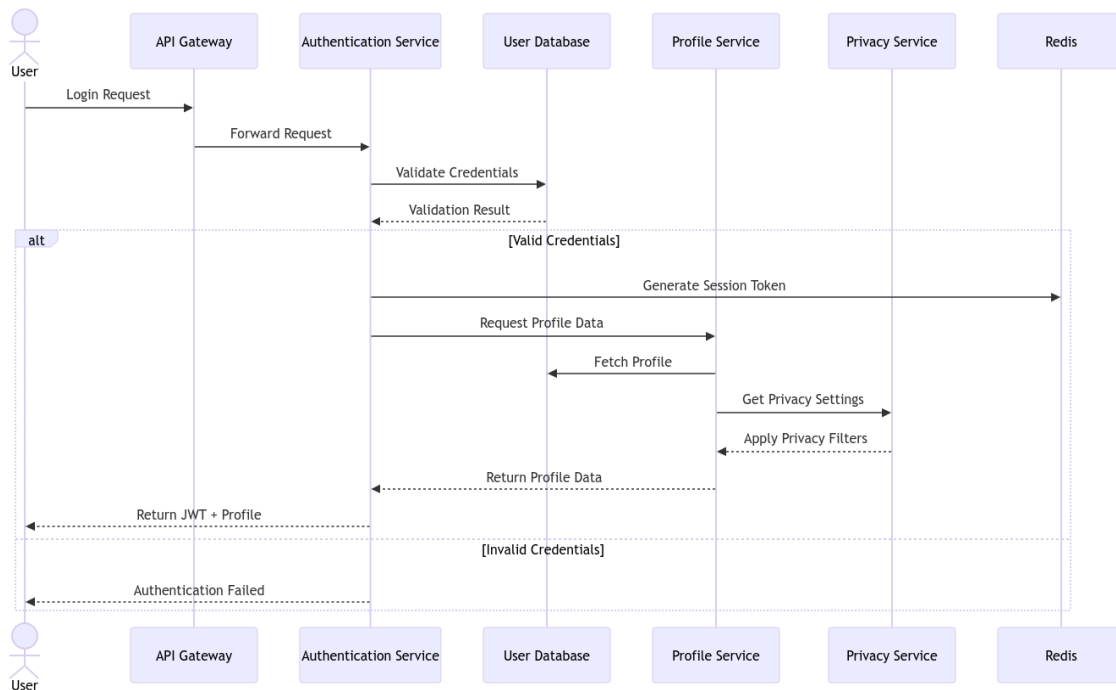 User
API Gateway
Authentication Service
User Database
Profile Service
Privacy Service
Redis
Login Request
Forward Request
Validate Credentials
Validation Result
alt
[Valid Credentials]
Generate Session Token
Request Profile Data
Fetch Profile
Get Privacy Settings
Apply Privacy Filters
Return Profile Data
Return JWT + Profile
[Invalid Credentials]
Authentication Failed
User
API Gateway
Authentication Service
User Database
Profile Service
Privacy Service
Redis